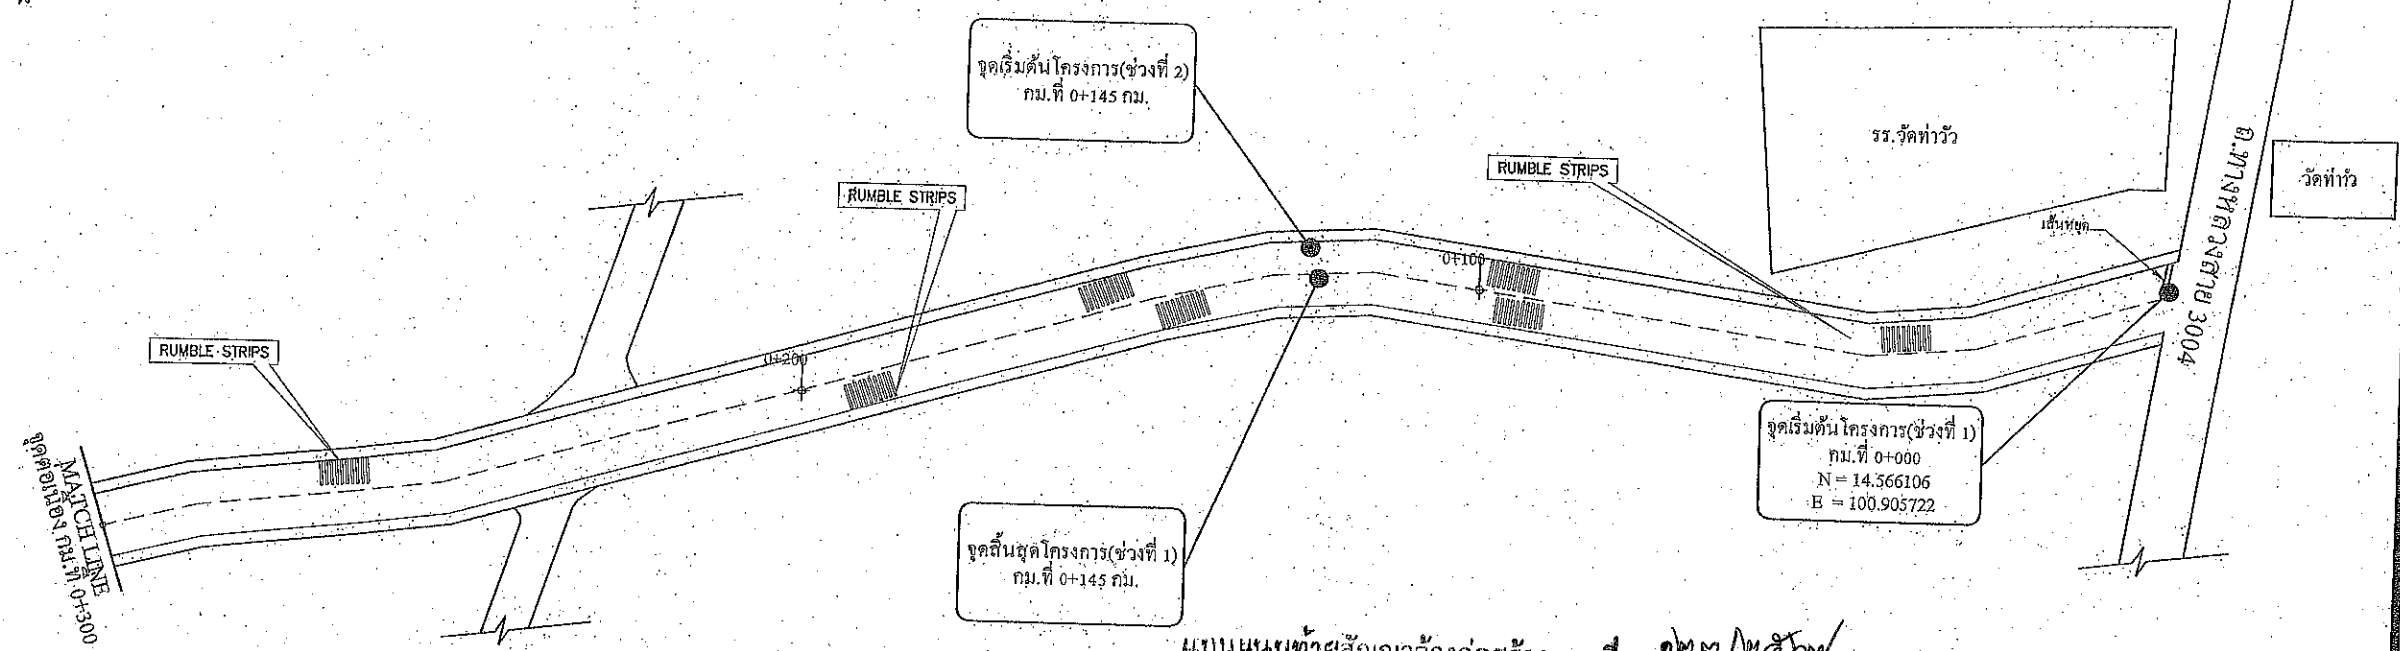 จุดเริ่มต้นโครงการ(ช่วงที่ 2)
กม.ที่ 0+145 กม.
รร.วัดท่าวัว
วัดท่าวัว
ถ.ทางหลวงสาย 3004
RUMBLE STRIPS
RUMBLE STRIPS
เส้นหยุด
0+100
RUMBLE STRIPS
0+200
จุดเริ่มต้นโครงการ(ช่วงที่ 1)
กม.ที่ 0+000
N = 14.566106
E = 100.905722
MATCH LINE
จุดต่อเนื่อง กม.ที่ 0+300
จุดสิ้นสุดโครงการ(ช่วงที่ 1)
กม.ที่ 0+145 กม.